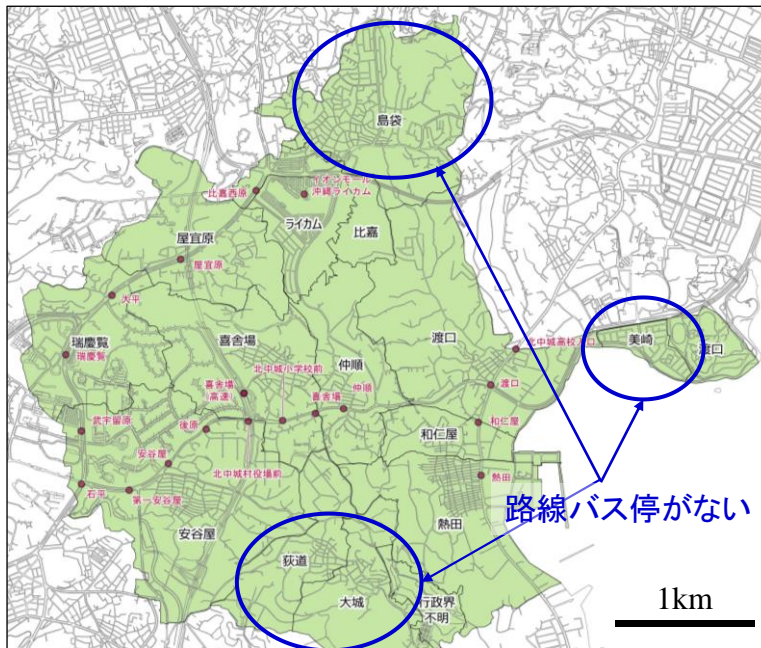 島袋
イオンモール
沖縄ライカム
比嘉西原
ライカム
比嘉
屋宜原
屋宜原
大平
瑞慶覧
瑞慶覧
喜舎場
渡口
北中城高校入口
美崎
渡口
北中城小学校前
仲順
仲順
喜舎場
(高速)
喜舎場
渡口
武宇留原
後原
和仁屋
和仁屋
安谷屋
北中城村役場前
石平
第一安谷屋
熱田
路線バス停がない
安谷屋
熱田
荻道
大城
行政界
不明
1km